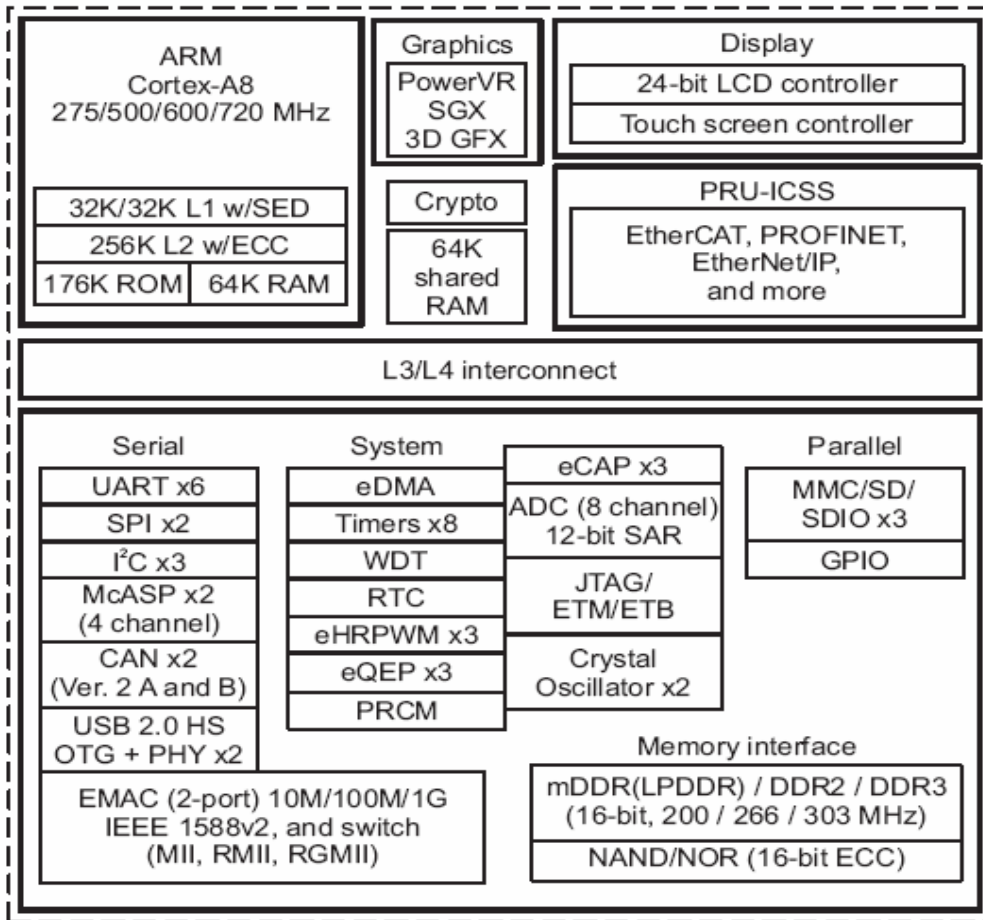 ARM
Cortex-A8
275/500/600/720 MHz
32K/32K L1 w/SED
256K L2 w/ECC
176K ROM
64K RAM
Graphics
PowerVR
SGX
3D GFX
Crypto
64K
shared
RAM
Display
24-bit LCD controller
Touch screen controller
PRU-ICSS
EtherCAT, PROFINET,
EtherNet/IP,
and more
L3/L4 interconnect
Serial
UART x6
SPI x2
I²C x3
McASP x2
(4 channel)
CAN x2
(Ver. 2 A and B)
USB 2.0 HS
OTG + PHY x2
EMAC (2-port) 10M/100M/1G
IEEE 1588v2, and switch
(MII, RMII, RGMII)
System
eDMA
Timers x8
WDT
RTC
eHRPWM x3
eQEP x3
PRCM
eCAP x3
ADC (8 channel)
12-bit SAR
JTAG/
ETM/ETB
Crystal
Oscillator x2
Parallel
MMC/SD/
SDIO x3
GPIO
Memory interface
mDDR(LPDDR) / DDR2 / DDR3
(16-bit, 200 / 266 / 303 MHz)
NAND/NOR (16-bit ECC)